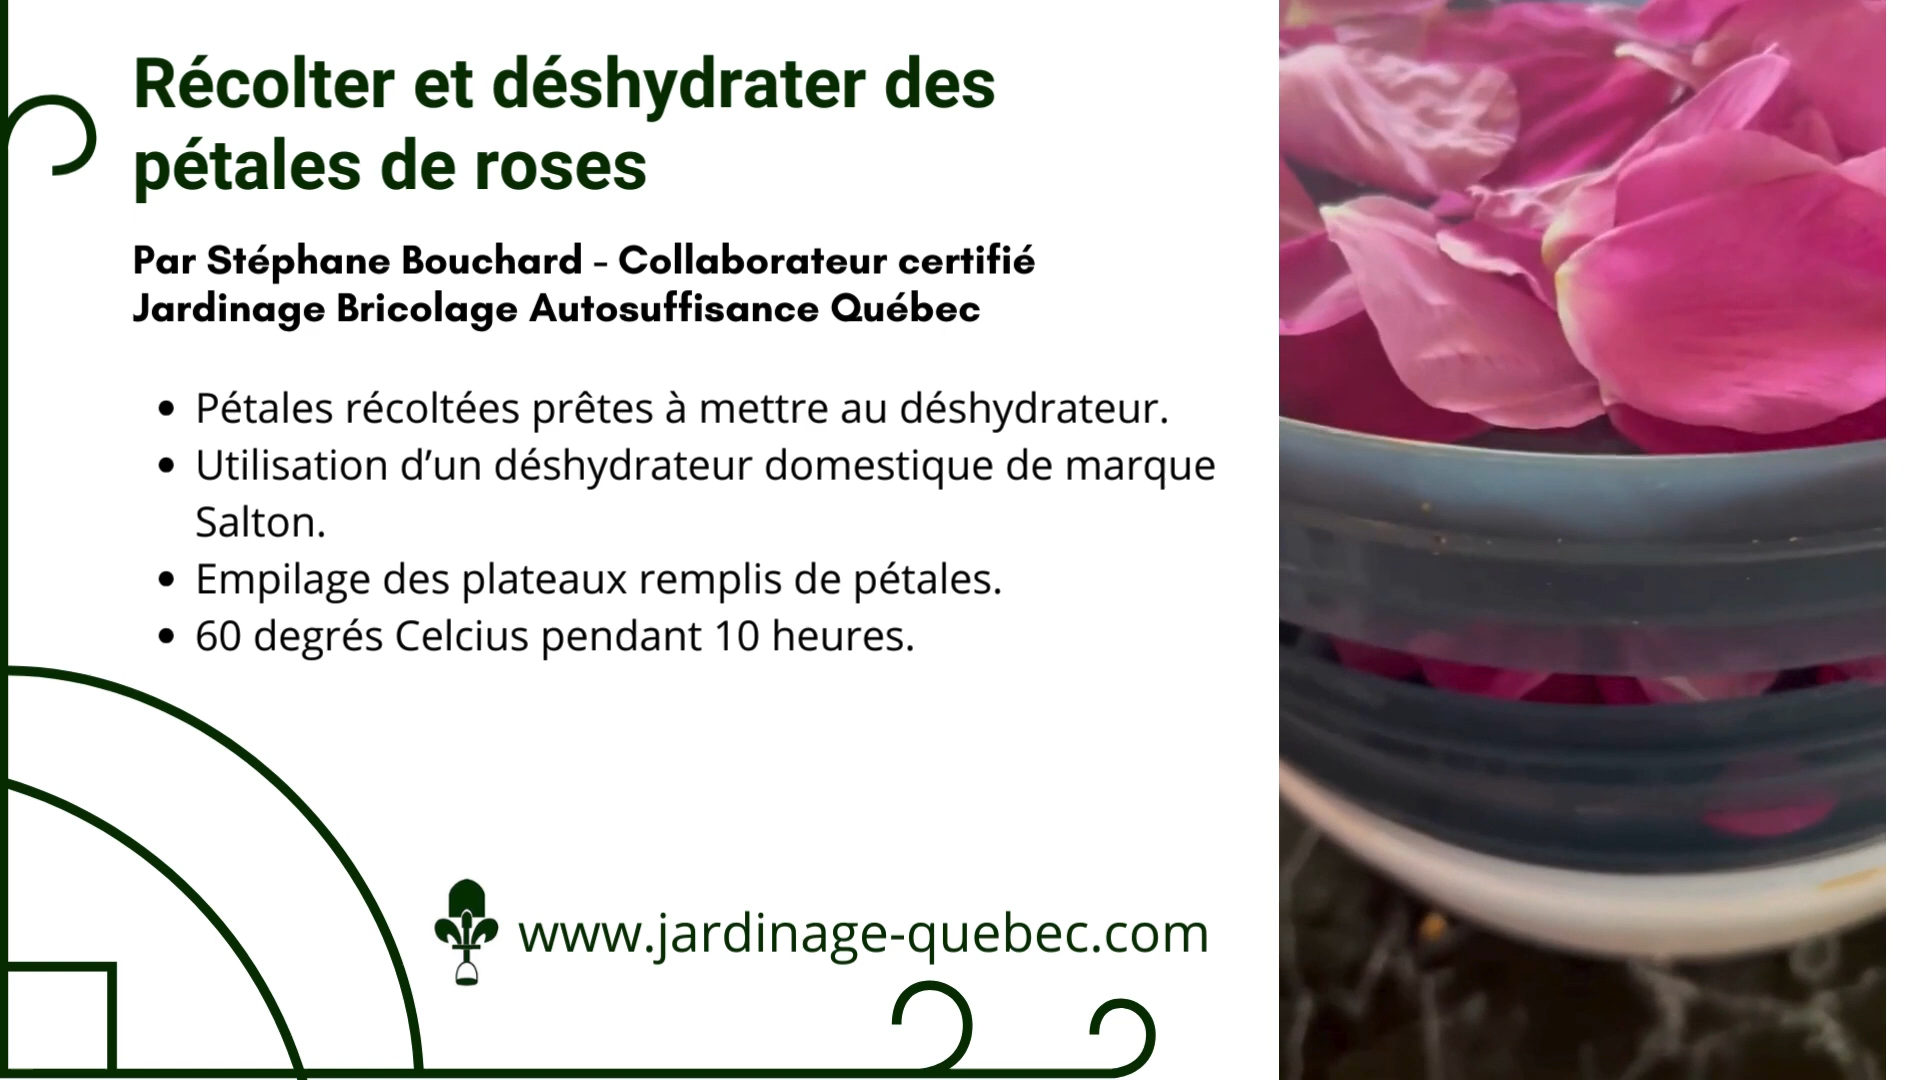 Récolter et déshydrater des
pétales de roses
Par Stéphane Bouchard – Collaborateur certifié
Jardinage Bricolage Autosuffisance Québec
• Pétales récoltées prêtes à mettre au déshydrateur.
• Utilisation d’un déshydrateur domestique de marque
Salton.
• Empilage des plateaux remplis de pétales.
• 60 degrés Celcius pendant 10 heures.
www.jardinage-quebec.com